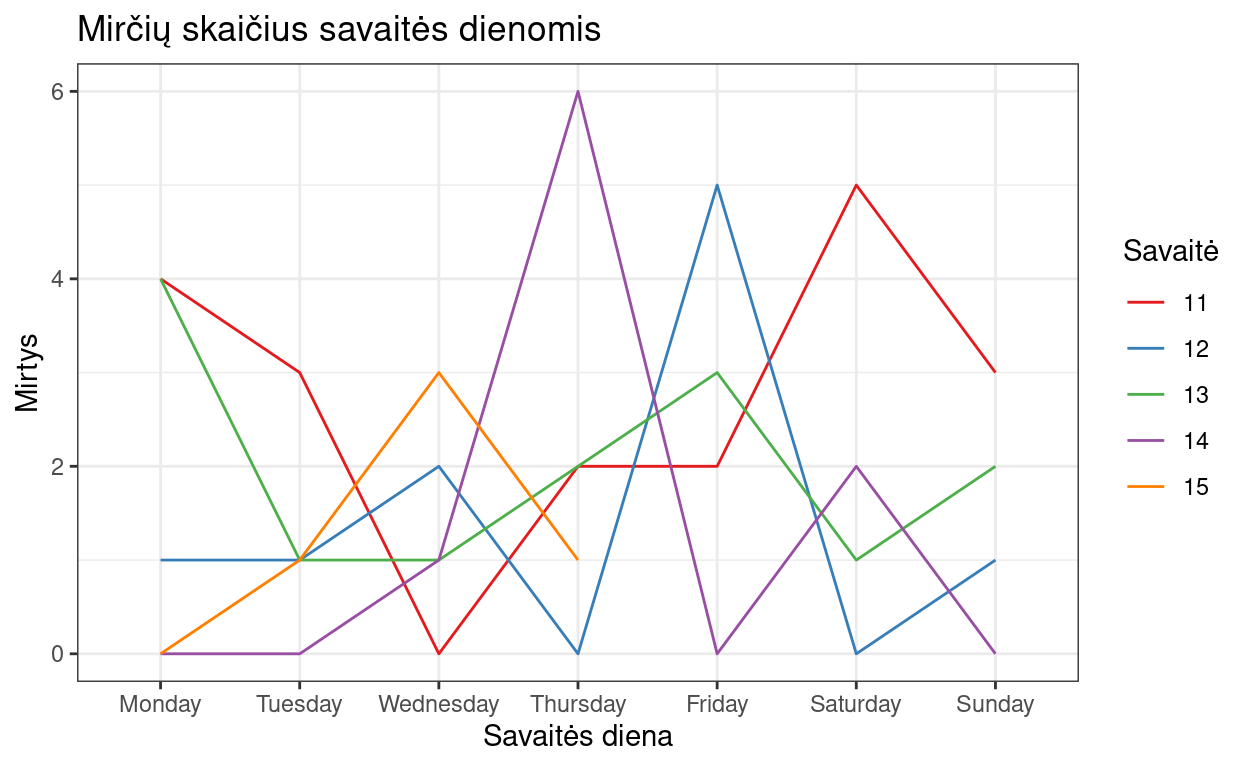 Mirčių skaičius savaitės dienomis
6
4
2
0
Mirtys
Monday Tuesday Wednesday Thursday Friday Saturday Sunday
Savaitės diena
Savaitė
11
12
13
14
15